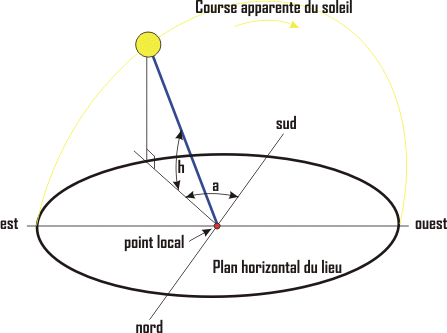 Course apparente du soleil
sud
h
a
est
ouest
point local
Plan horizontal du lieu
nord